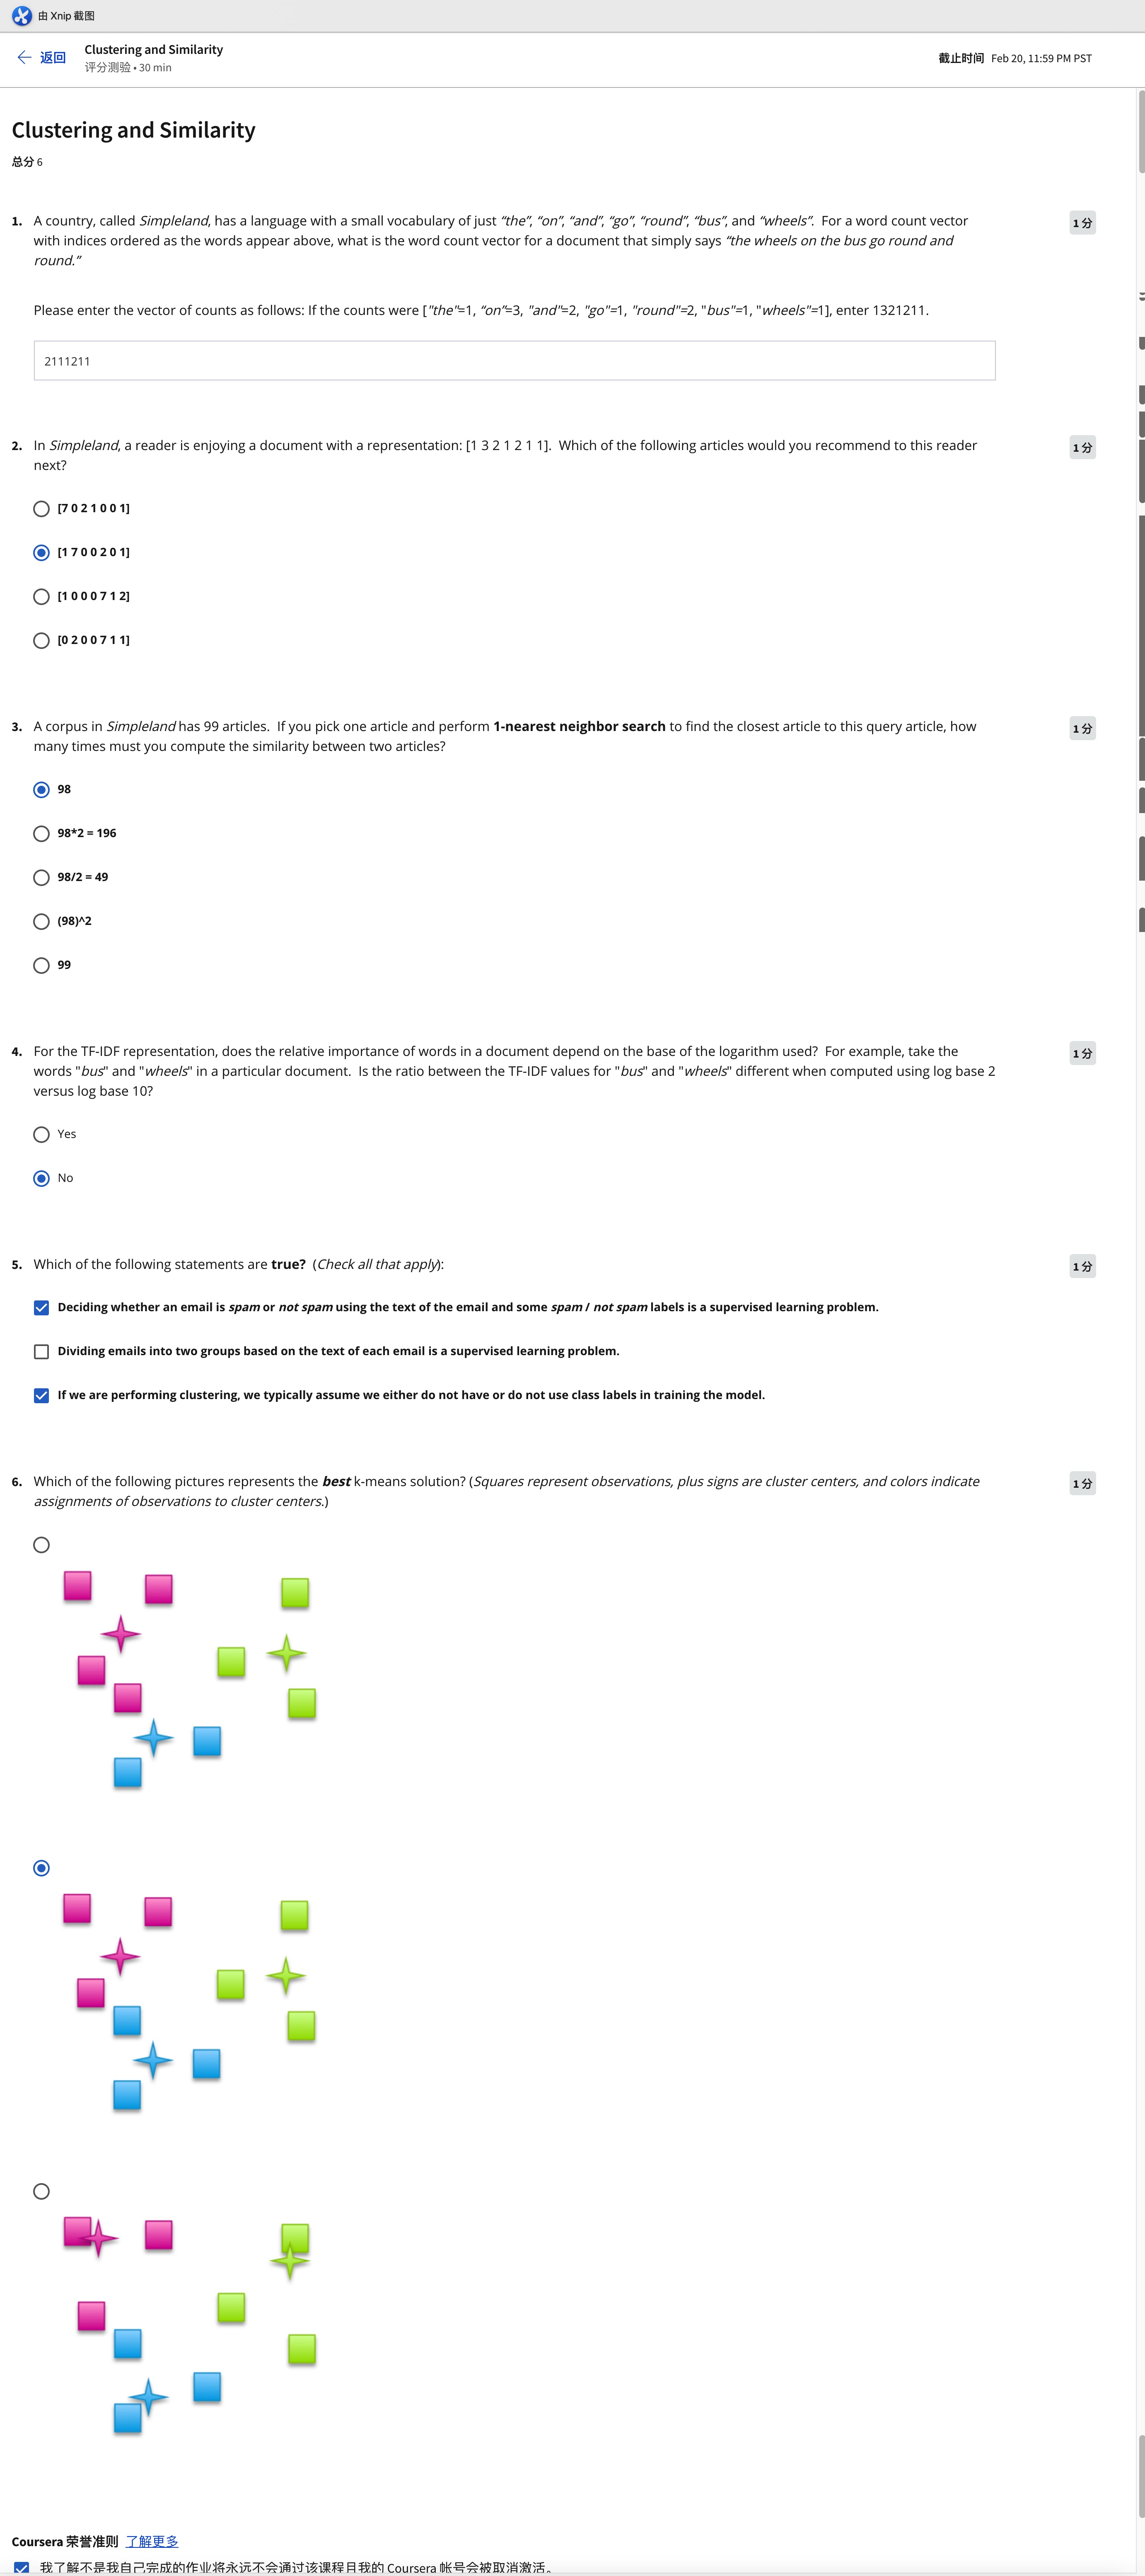 由 Xnip 截图
返回
Clustering and Similarity
评分测验 • 30 min
截止时间 Feb 20, 11:59 PM PST
Clustering and Similarity
总分 6
1. A country, called Simpleland, has a language with a small vocabulary of just “the”, “on”, “and”, “go”, “round”, “bus”, and “wheels”. For a word count vector
with indices ordered as the words appear above, what is the word count vector for a document that simply says “the wheels on the bus go round and
round.”
1 分
Please enter the vector of counts as follows: If the counts were ["the"=1, “on”=3, "and"=2, "go"=1, "round"=2, "bus"=1, "wheels"=1], enter 1321211.
2111211
2. In Simpleland, a reader is enjoying a document with a representation: [1 3 2 1 2 1 1]. Which of the following articles would you recommend to this reader
next?
1 分
[7 0 2 1 0 0 1]
[1 7 0 0 2 0 1]
[1 0 0 0 7 1 2]
[0 2 0 0 7 1 1]
3. A corpus in Simpleland has 99 articles. If you pick one article and perform 1-nearest neighbor search to find the closest article to this query article, how
many times must you compute the similarity between two articles?
1 分
98
98*2 = 196
98/2 = 49
(98)^2
99
4. For the TF-IDF representation, does the relative importance of words in a document depend on the base of the logarithm used? For example, take the
words "bus" and "wheels" in a particular document. Is the ratio between the TF-IDF values for "bus" and "wheels" different when computed using log base 2
versus log base 10?
1 分
Yes
No
5. Which of the following statements are true? (Check all that apply):
1 分
Deciding whether an email is spam or not spam using the text of the email and some spam / not spam labels is a supervised learning problem.
Dividing emails into two groups based on the text of each email is a supervised learning problem.
If we are performing clustering, we typically assume we either do not have or do not use class labels in training the model.
6. Which of the following pictures represents the best k-means solution? (Squares represent observations, plus signs are cluster centers, and colors indicate
assignments of observations to cluster centers.)
1 分
Coursera 荣誉准则 了解更多
我了解不是我自己完成的作业将永远不会通过该课程且我的 Coursera 帐号会被取消激活。